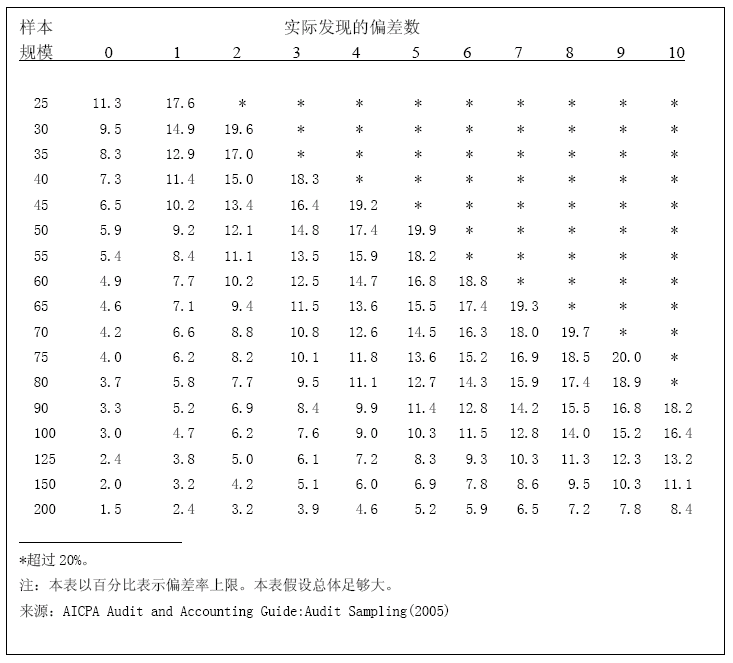 样本 实际发现的偏差数
规模 0 1 2 3 4 5 6 7 8 9 10
25 11.3 17.6 * * * * * * * * *
30 9.5 14.9 19.6 * * * * * * * *
35 8.3 12.9 17.0 * * * * * * * *
40 7.3 11.4 15.0 18.3 * * * * * * *
45 6.5 10.2 13.4 16.4 19.2 * * * * * *
50 5.9 9.2 12.1 14.8 17.4 19.9 * * * * *
55 5.4 8.4 11.1 13.5 15.9 18.2 * * * * *
60 4.9 7.7 10.2 12.5 14.7 16.8 18.8 * * * *
65 4.6 7.1 9.4 11.5 13.6 15.5 17.4 19.3 * * *
70 4.2 6.6 8.8 10.8 12.6 14.5 16.3 18.0 19.7 * *
75 4.0 6.2 8.2 10.1 11.8 13.6 15.2 16.9 18.5 20.0 *
80 3.7 5.8 7.7 9.5 11.1 12.7 14.3 15.9 17.4 18.9 *
90 3.3 5.2 6.9 8.4 9.9 11.4 12.8 14.2 15.5 16.8 18.2
100 3.0 4.7 6.2 7.6 9.0 10.3 11.5 12.8 14.0 15.2 16.4
125 2.4 3.8 5.0 6.1 7.2 8.3 9.3 10.3 11.3 12.3 13.2
150 2.0 3.2 4.2 5.1 6.0 6.9 7.8 8.6 9.5 10.3 11.1
200 1.5 2.4 3.2 3.9 4.6 5.2 5.9 6.5 7.2 7.8 8.4
*超过 20%。
注：本表以百分比表示偏差率上限。本表假设总体足够大。
来源：AICPA Audit and Accounting Guide:Audit Sampling(2005)